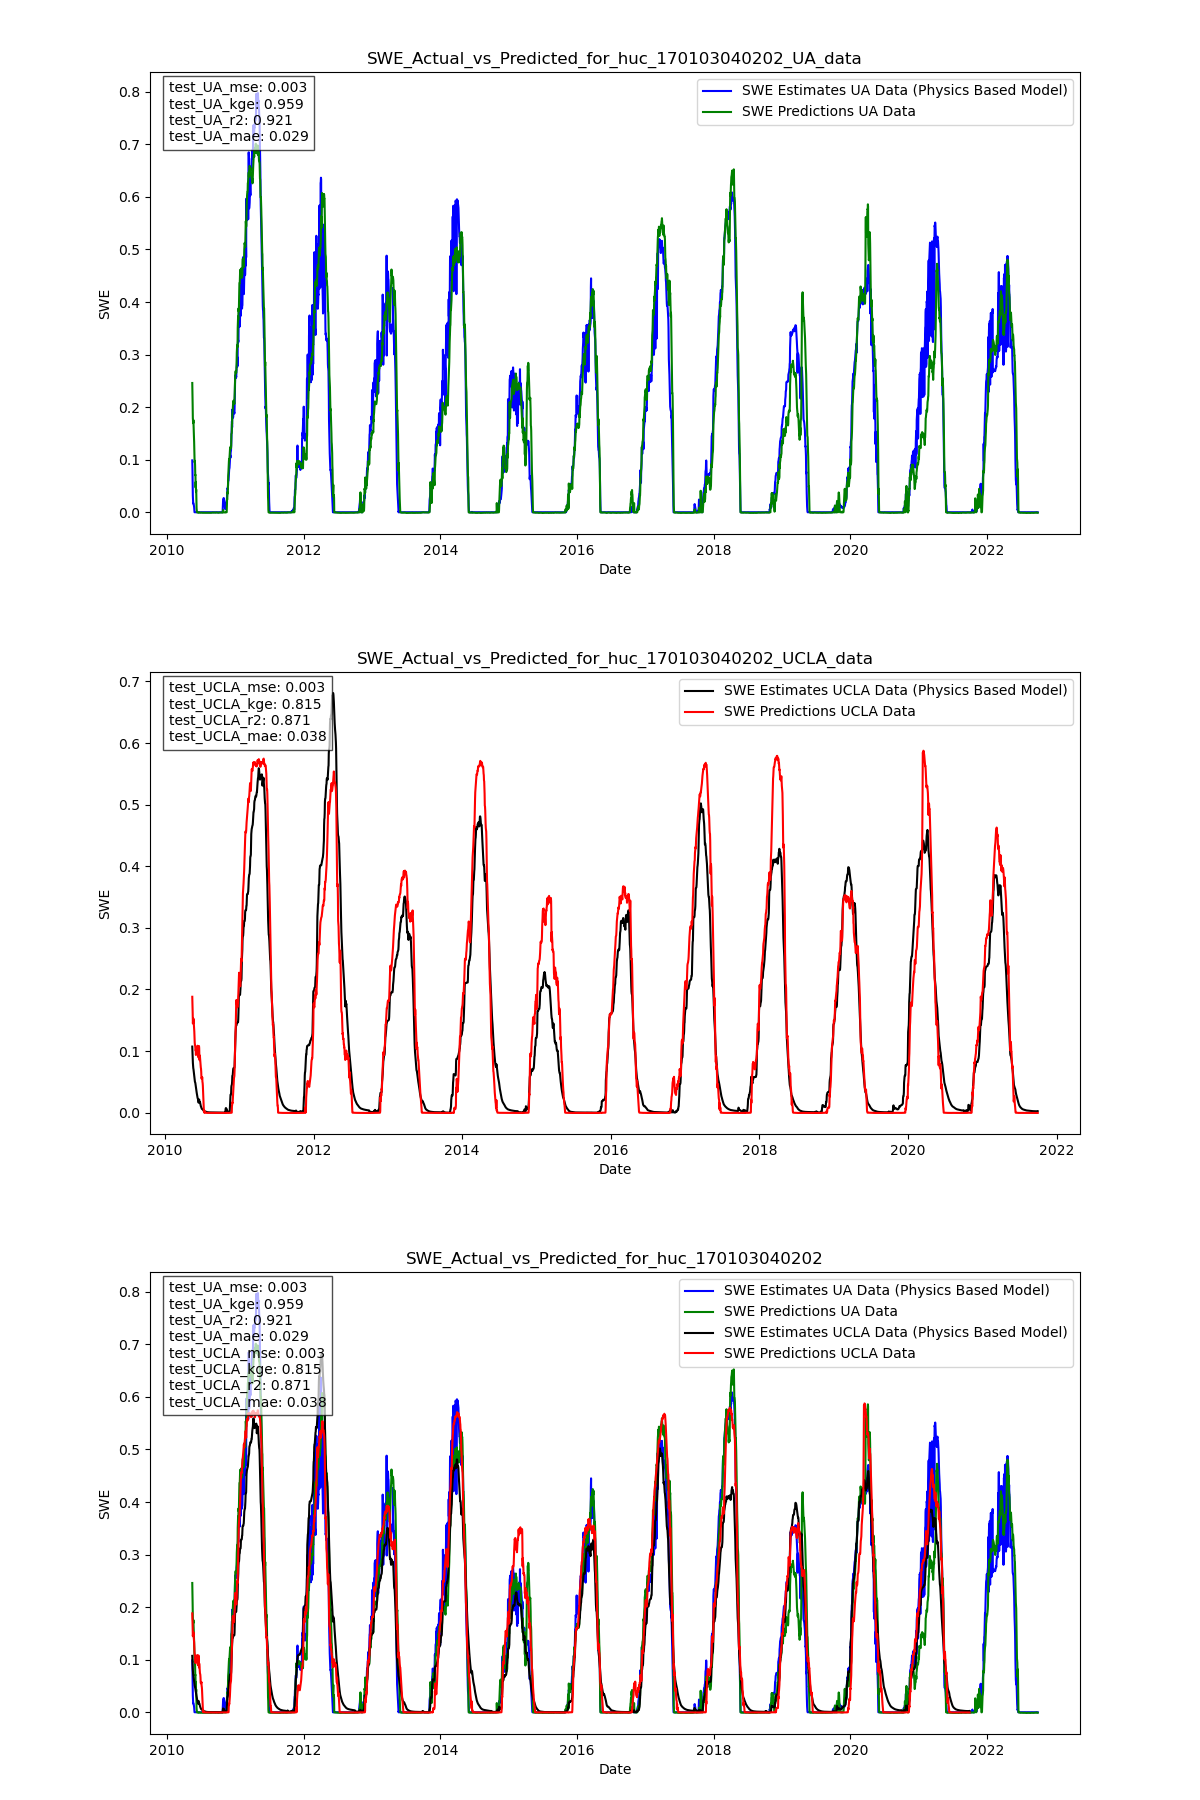 SWE_Actual_vs_Predicted_for_huc_170103040202_UA_data
test_UA_mse: 0.003
test_UA_kge: 0.959
test_UA_r2: 0.921
test_UA_mae: 0.029
SWE Estimates UA Data (Physics Based Model)
SWE Predictions UA Data
0.8
0.7
0.6
0.5
0.4
0.3
0.2
0.1
0.0
SWE
2010 2012 2014 2016 2018 2020 2022
Date
SWE_Actual_vs_Predicted_for_huc_170103040202_UCLA_data
test_UCLA_mse: 0.003
test_UCLA_kge: 0.815
test_UCLA_r2: 0.871
test_UCLA_mae: 0.038
SWE Estimates UCLA Data (Physics Based Model)
SWE Predictions UCLA Data
0.7
0.6
0.5
0.4
0.3
0.2
0.1
0.0
SWE
2010 2012 2014 2016 2018 2020 2022
Date
SWE_Actual_vs_Predicted_for_huc_170103040202
test_UA_mse: 0.003
test_UA_kge: 0.959
test_UA_r2: 0.921
test_UA_mae: 0.029
test_UCLA_mse: 0.003
test_UCLA_kge: 0.815
test_UCLA_r2: 0.871
test_UCLA_mae: 0.038
SWE Estimates UA Data (Physics Based Model)
SWE Predictions UA Data
SWE Estimates UCLA Data (Physics Based Model)
SWE Predictions UCLA Data
0.8
0.7
0.6
0.5
0.4
0.3
0.2
0.1
0.0
SWE
2010 2012 2014 2016 2018 2020 2022
Date